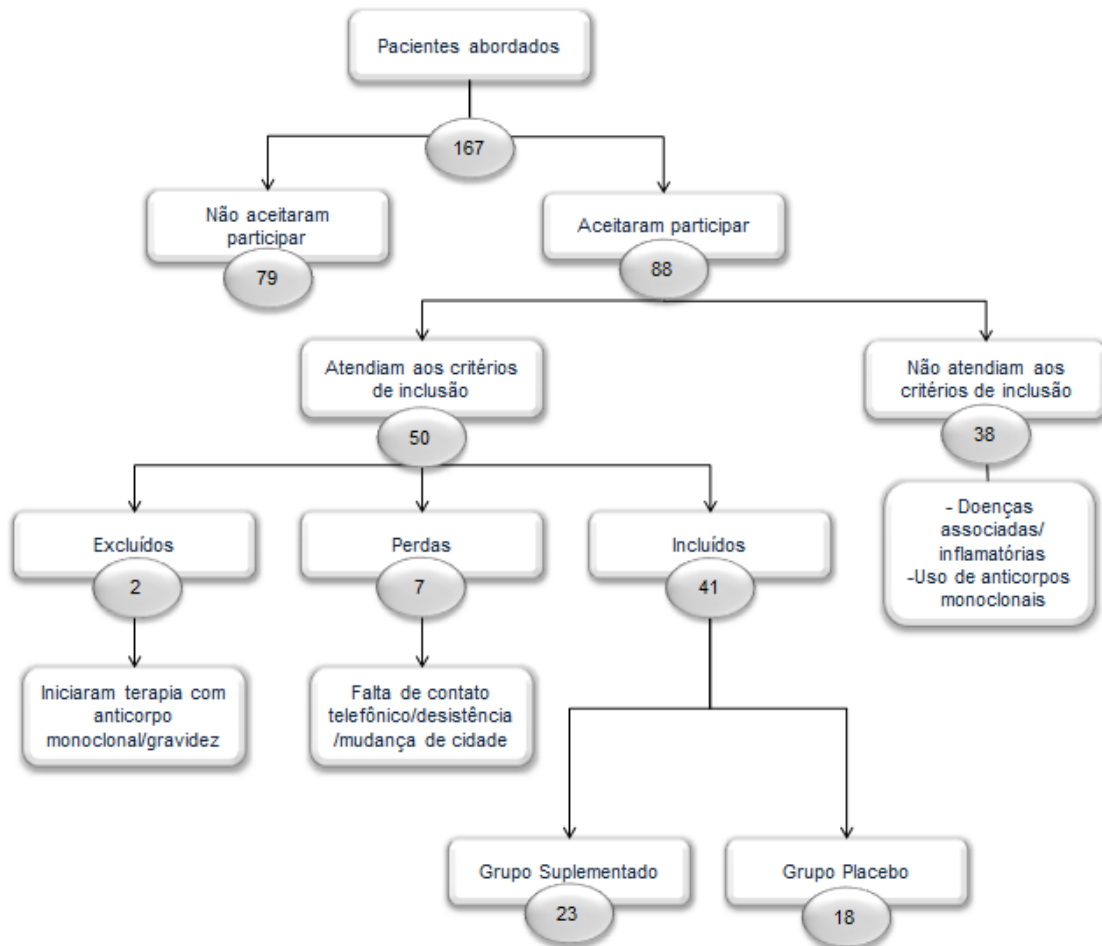 Pacientes abordados
167
Não aceitaram
participar
79
Aceitaram participar
88
Atendiam aos critérios
de inclusão
50
Não atendiam aos
critérios de inclusão
38
- Doenças
associadas/
inflamatórias
-Uso de anticorpos
monoclonais
Excluídos
2
Perdas
7
Incluídos
41
Iniciaram terapia com
anticorpo
monoclonal/gravidez
Falta de contato
telefônico/desistência
/mudança de cidade
Grupo Suplementado
23
Grupo Placebo
18